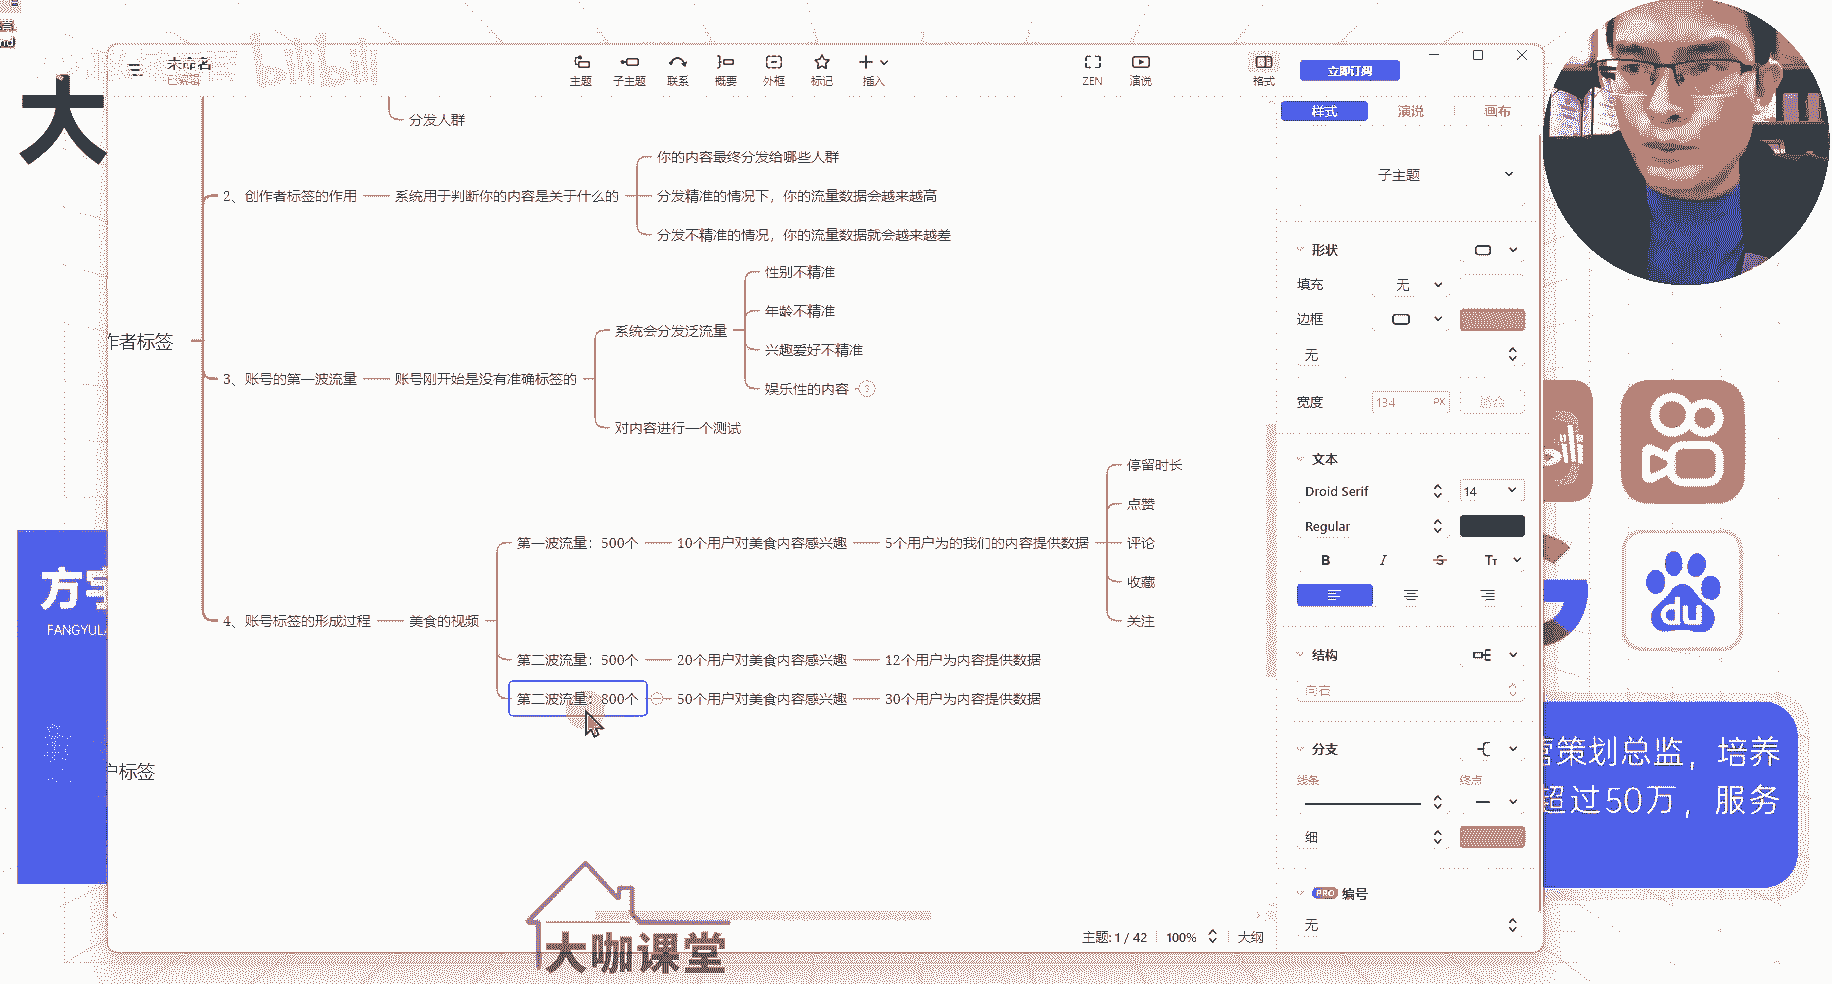 未命名
已编辑
bilibili
主题
子主题
联系
概要
外框
标记
插入
ZEN
演说
格式
立即订阅
大
样式
演说
画布
分发人群
2、创作者标签的作用
系统用于判断你的内容是关于什么的
你的内容最终分发给哪些人群
分发精准的情况下，你的流量数据会越来越高
分发不精准的情况，你的流量数据就会越来越差
作者标签
3、账号的第一波流量
账号刚开始是没有准确标签的
系统会分发泛流量
性别不精准
年龄不精准
兴趣爱好不精准
娱乐性的内容
对内容进行一个测试
4、账号标签的形成过程
美食的视频
第一波流量：500个
10个用户对美食内容感兴趣
5个用户为的我们的内容提供数据
停留时长
点赞
评论
收藏
关注
第二波流量：500个
20个用户对美食内容感兴趣
12个用户为内容提供数据
第二波流量：800个
50个用户对美食内容感兴趣
30个用户为内容提供数据
户标签
子主题
形状
填充
无
边框
无
宽度
134
PX
文本
Droid Serif
14
Regular
B
I
S
Tт
结构
向右
分支
线条
终点
细
PRO 编号
无
主题: 1 / 42
100%
大纲
方宇
FANGYUL
du
营策划总监，培养
超过50万，服务
大咖课堂